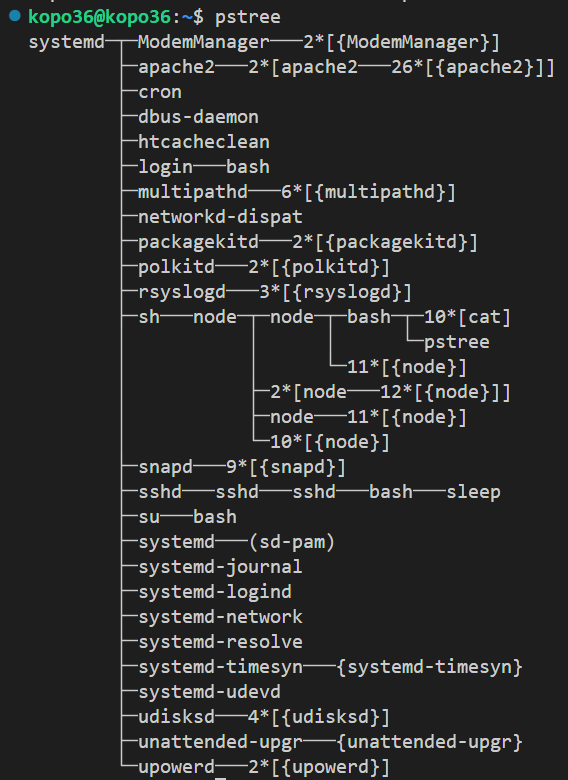 kopo36@kopo36:~$ pstree
systemd─┬─ModemManager───2*[{ModemManager}]
        ├─apache2───2*[apache2───26*[{apache2}]]
        ├─cron
        ├─dbus-daemon
        ├─htcacheclean
        ├─login───bash
        ├─multipathd───6*[{multipathd}]
        ├─networkd-dispat
        ├─packagekitd───2*[{packagekitd}]
        ├─polkitd───2*[{polkitd}]
        ├─rsyslogd───3*[{rsyslogd}]
        ├─sh───node─┬─node─┬─bash─┬─10*[cat]
        │           │      │      └─pstree
        │           │      └─11*[{node}]
        │           ├─2*[node───12*[{node}]]
        │           ├─node───11*[{node}]
        │           └─10*[{node}]
        ├─snapd───9*[{snapd}]
        ├─sshd───sshd───sshd───bash───sleep
        ├─su───bash
        ├─systemd───(sd-pam)
        ├─systemd-journal
        ├─systemd-logind
        ├─systemd-network
        ├─systemd-resolve
        ├─systemd-timesyn───{systemd-timesyn}
        ├─systemd-udevd
        ├─udisksd───4*[{udisksd}]
        ├─unattended-upgr───{unattended-upgr}
        └─upowerd───2*[{upowerd}]